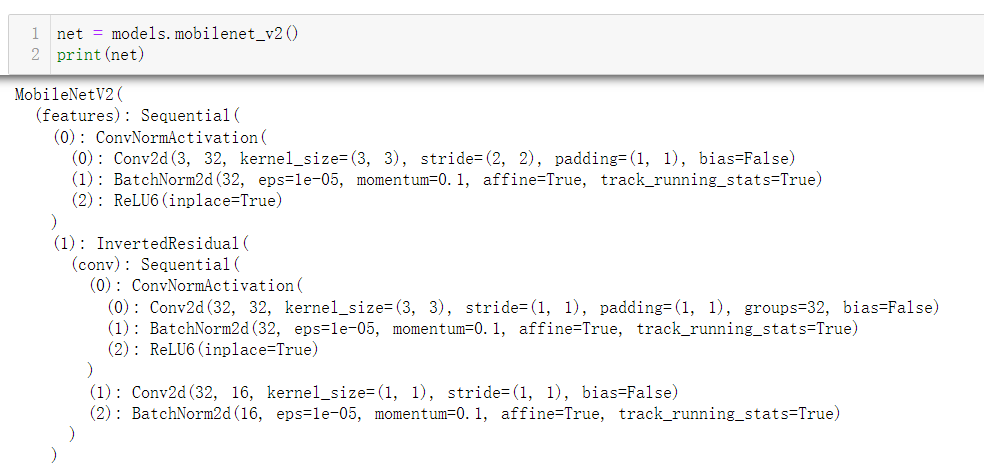 1 net = models.mobilenet_v2()
2 print(net)
MobileNetV2(
  (features): Sequential(
    (0): ConvNormActivation(
      (0): Conv2d(3, 32, kernel_size=(3, 3), stride=(2, 2), padding=(1, 1), bias=False)
      (1): BatchNorm2d(32, eps=1e-05, momentum=0.1, affine=True, track_running_stats=True)
      (2): ReLU6(inplace=True)
    )
    (1): InvertedResidual(
      (conv): Sequential(
        (0): ConvNormActivation(
          (0): Conv2d(32, 32, kernel_size=(3, 3), stride=(1, 1), padding=(1, 1), groups=32, bias=False)
          (1): BatchNorm2d(32, eps=1e-05, momentum=0.1, affine=True, track_running_stats=True)
          (2): ReLU6(inplace=True)
        )
        (1): Conv2d(32, 16, kernel_size=(1, 1), stride=(1, 1), bias=False)
        (2): BatchNorm2d(16, eps=1e-05, momentum=0.1, affine=True, track_running_stats=True)
      )
    )